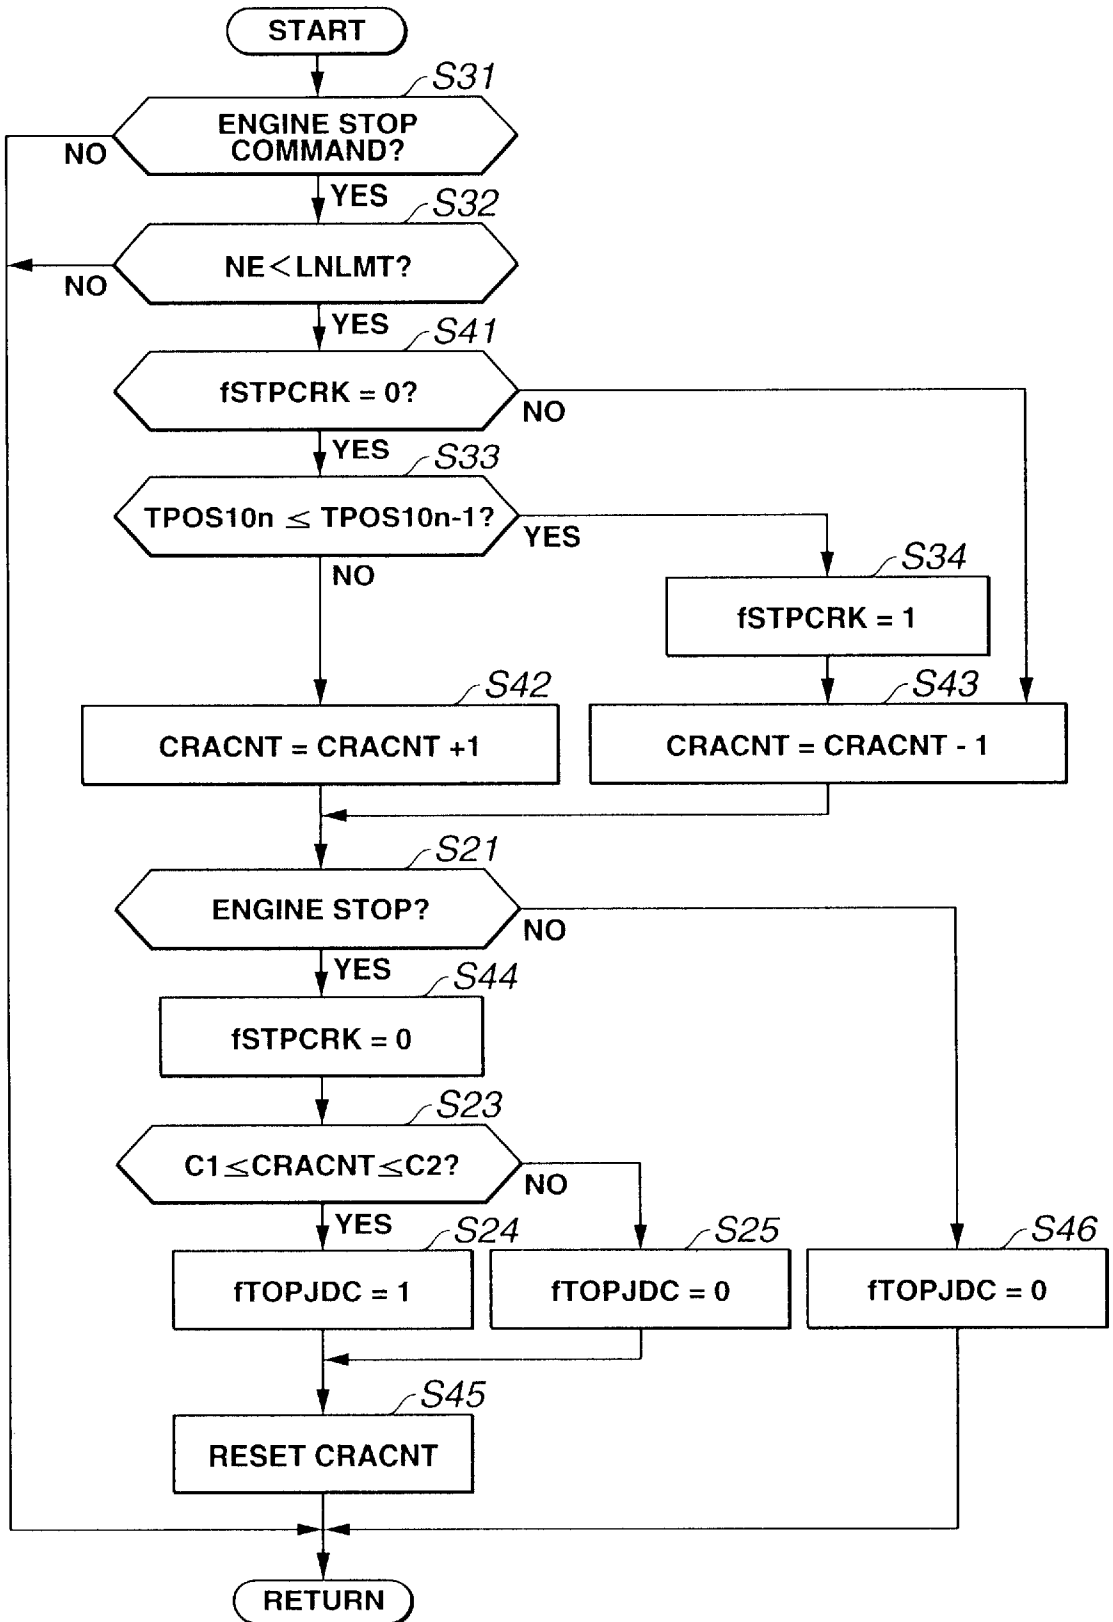 START
S31
ENGINE STOP
COMMAND?
NO
YES
S32
NE<LNLMT?
NO
YES
S41
fSTPCRK = 0?
NO
YES
S33
TPOS10n ≤ TPOS10n-1?
YES
NO
S34
fSTPCRK = 1
S42
CRACNT = CRACNT +1
S43
CRACNT = CRACNT - 1
S21
ENGINE STOP?
NO
YES
S44
fSTPCRK = 0
S23
C1≤CRACNT≤C2?
NO
YES
S24
fTOPJDC = 1
S25
fTOPJDC = 0
S46
fTOPJDC = 0
S45
RESET CRACNT
RETURN